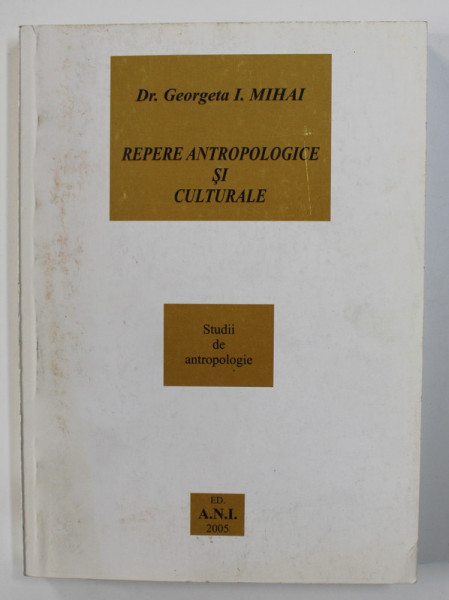 Dr. Georgeta I. MIHAI
REPERE ANTROPOLOGICE
ŞI
CULTURALE
Studii
de
antropologie
ED.
A.N.I.
2005